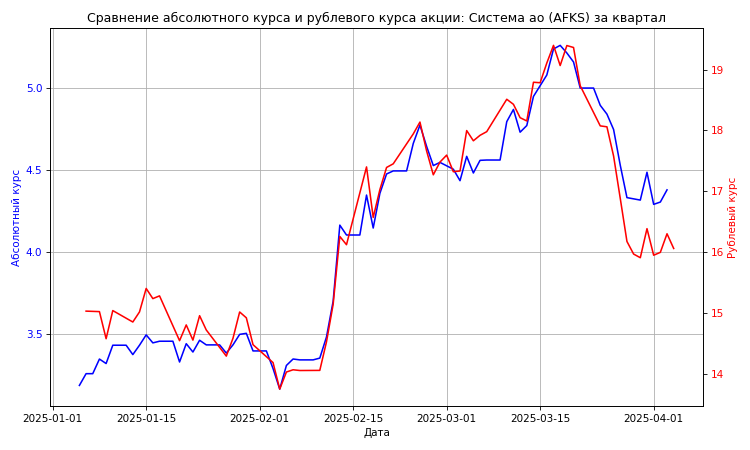 Сравнение абсолютного курса и рублевого курса акции: Система ао (AFKS) за квартал
Абсолютный курс
5.0
4.5
4.0
3.5
19
18
17
16
15
14
Рублевый курс
2025-01-01 2025-01-15 2025-02-01 2025-02-15 2025-03-01 2025-03-15 2025-04-01
Дата